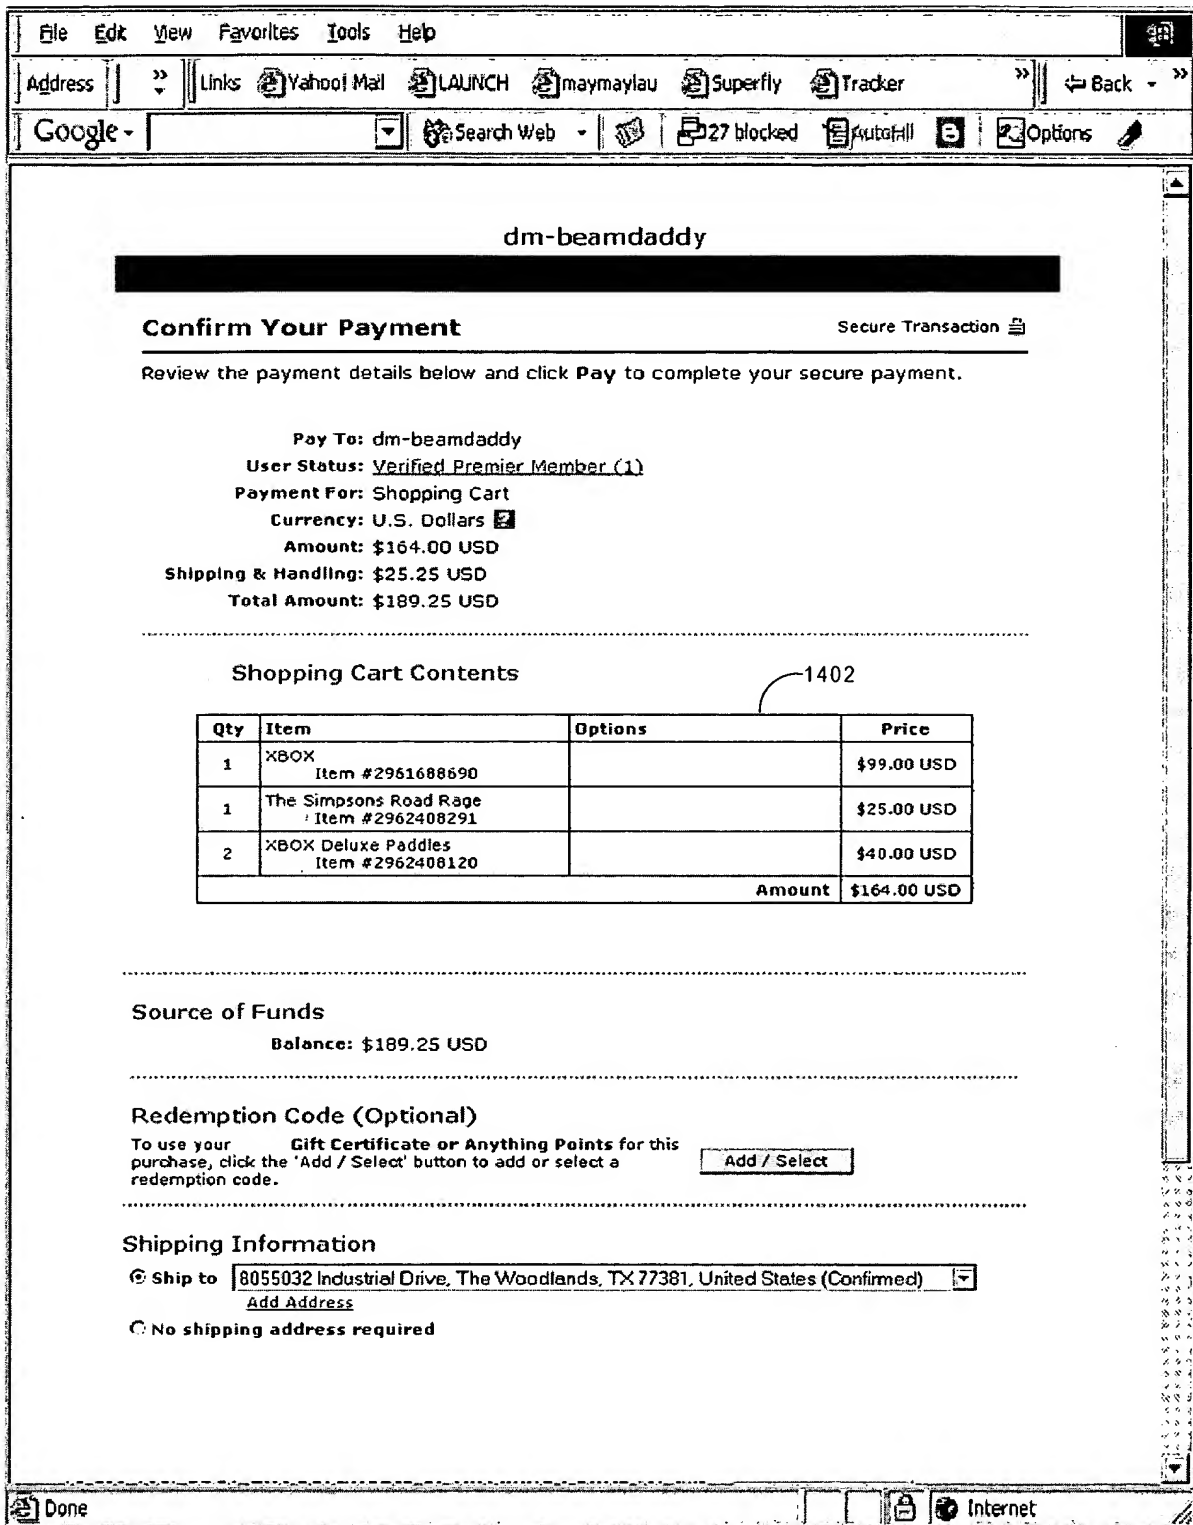 File Edit View Favorites Tools Help
Address » Links Yahoo! Mail LAUNCH maymaylau Superfly Tracker » Back »
Google Search Web 27 blocked AutoFill Options
dm-beamdaddy
Confirm Your Payment Secure Transaction
Review the payment details below and click Pay to complete your secure payment.
Pay To: dm-beamdaddy
User Status: Verified Premier Member (1)
Payment For: Shopping Cart
Currency: U.S. Dollars ?
Amount: $164.00 USD
Shipping & Handling: $25.25 USD
Total Amount: $189.25 USD
Shopping Cart Contents 1402
Qty Item Options Price
1 XBOX $99.00 USD
Item #2961688690
1 The Simpsons Road Rage $25.00 USD
Item #2962408291
2 XBOX Deluxe Paddles $40.00 USD
Item #2962408120
Amount $164.00 USD
Source of Funds
Balance: $189.25 USD
Redemption Code (Optional)
To use your Gift Certificate or Anything Points for this
purchase, click the 'Add / Select' button to add or select a
redemption code.
Add / Select
Shipping Information
Ship to 8055032 Industrial Drive, The Woodlands, TX 77381, United States (Confirmed)
Add Address
No shipping address required
Done Internet